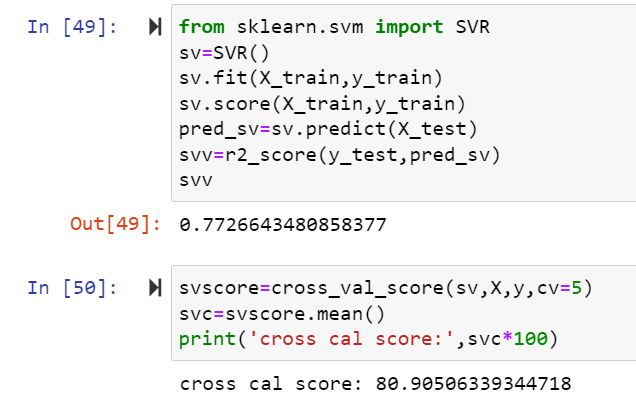 In [49]:
from sklearn.svm import SVR
sv=SVR()
sv.fit(X_train,y_train)
sv.score(X_train,y_train)
pred_sv=sv.predict(X_test)
svv=r2_score(y_test,pred_sv)
svv
Out[49]: 0.7726643480858377
In [50]:
svscore=cross_val_score(sv,X,y,cv=5)
svc=svscore.mean()
print('cross cal score:',svc*100)
cross cal score: 80.90506339344718